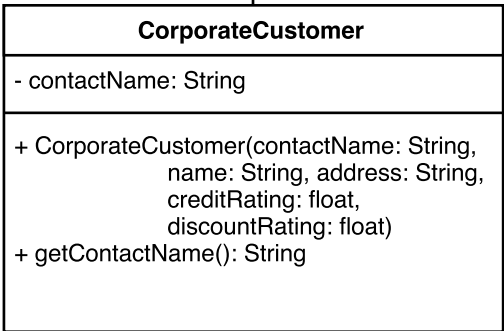 CorporateCustomer
- contactName: String
+ CorporateCustomer(contactName: String,
name: String, address: String,
creditRating: float,
discountRating: float)
+ getContactName(): String